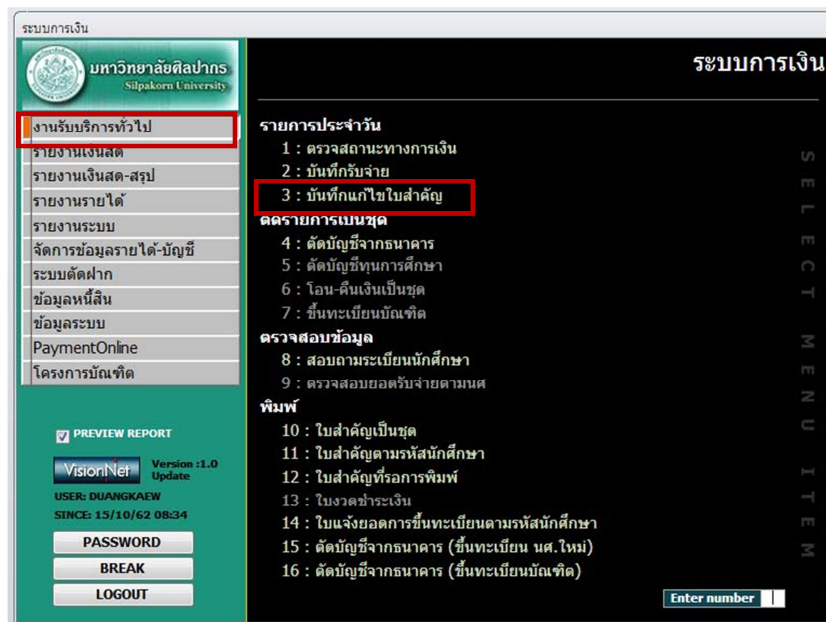 ระบบการเงิน
มหาวิทยาลัยศิลปากร
Silpakorn University
งานรับบริการทั่วไป
รายงานเงินสด
รายงานเงินสด-สรุป
รายงานรายได้
รายงานระบบ
จัดการข้อมูลรายได้-บัญชี
ระบบตัดฝาก
ข้อมูลหนี้สิน
ข้อมูลระบบ
PaymentOnline
โครงการบัณฑิต
PREVIEW REPORT
VisionNet
Version :1.0
Update
USER: DUANGKAEW
SINCE: 15/10/62 08:34
PASSWORD
BREAK
LOGOUT
ระบบการเงิน
รายการประจำวัน
1 : ตรวจสถานะทางการเงิน
2 : บันทึกรับจ่าย
3 : บันทึกแก้ไขใบสำคัญ
ตัดรายการเป็นชุด
4 : ตัดบัญชีจากธนาคาร
5 : ตัดบัญชีทุนการศึกษา
6 : โอน-คืนเงินเป็นชุด
7 : ขึ้นทะเบียนบัณฑิต
ตรวจสอบข้อมูล
8 : สอบถามระเบียนนักศึกษา
9 : ตรวจสอบยอดรับจ่ายตามนศ
พิมพ์
10 : ใบสำคัญเป็นชุด
11 : ใบสำคัญตามรหัสนักศึกษา
12 : ใบสำคัญที่รอการพิมพ์
13 : ใบงวดชำระเงิน
14 : ใบแจ้งยอดการขึ้นทะเบียนตามรหัสนักศึกษา
15 : ตัดบัญชีจากธนาคาร (ขึ้นทะเบียน นศ.ใหม่)
16 : ตัดบัญชีจากธนาคาร (ขึ้นทะเบียนบัณฑิต)
SELECT MENU ITEM
Enter number